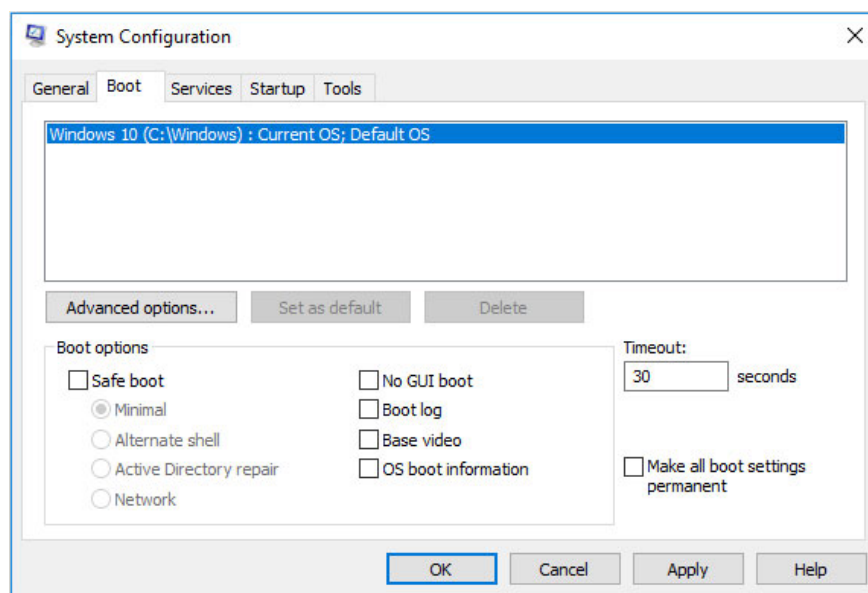 System Configuration
General Boot Services Startup Tools
Windows 10 (C:\Windows) : Current OS; Default OS
Advanced options... Set as default Delete
Boot options
Timeout:
Safe boot No GUI boot 30 seconds
Minimal Boot log
Alternate shell Base video
Active Directory repair OS boot information Make all boot settings
permanent
Network
OK Cancel Apply Help